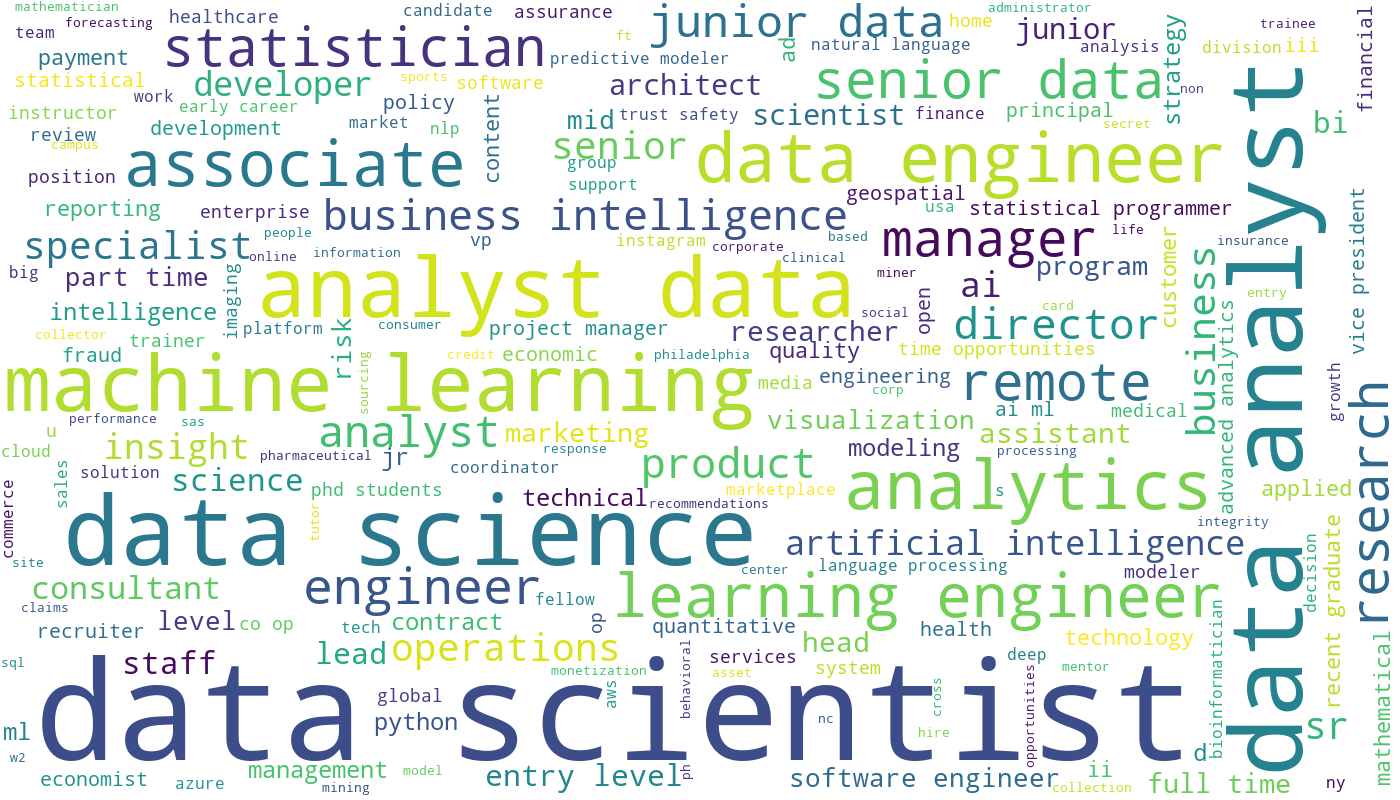 mathematician
forecasting
healthcare
candidate
assurance
junior data
home
administrator
junior
trainee
team
statistician
ft
natural language
analysis
division
iii
financial
payment
predictive modeler
ad
strategy
statistical
developer
sports
software
architect
senior data
non
data analyst
instructor
work
early career
policy
content
mid
trust safety
scientist
finance
principal
secret
bi
review
development
market
nlp
campus
associate
senior
group
data engineer
position
support
geospatial
reporting
enterprise
business intelligence
usa
statistical programmer
vice president
specialist
people
vp
instagram
corporate
based
manager
life
customer
insurance
online
information
clinical
big
part time
imaging
analyst data
miner
ai
program
business
entry
intelligence
platform
risk
consumer
project manager
social
open
card
director
advanced analytics
collector
trainer
researcher
fraud
sourcing
credit
economic
philadelphia
quality
time opportunities
growth
machine learning
media
engineering
corp
remote
research
performance
sas
ai ml
medical
u
insight
analyst
marketing
response
visualization
modeling
assistant
cloud
pharmaceutical
jr
coordinator
product
processing
sales
solution
science
phd students
technical
marketplace
recommendations
analytics
s
applied
commerce
data science
tutor
artificial intelligence
integrity
recent graduate
decision
site
center
language processing
modeler
consultant
engineer
fellow
learning engineer
claims
recruiter
level
co op
tech
contract
op
quantitative
head
health
technology
bioinformatician
mathematical
sql
staff
lead
operations
monetization
behavioral
services
asset
system
deep
mentor
data scientist
global
aws
cross
opportunities
ml
python
nc
hire
sr
w2
d
economist
azure
management
model
entry level
ph
software engineer
collection
ii
full time
ny
mining